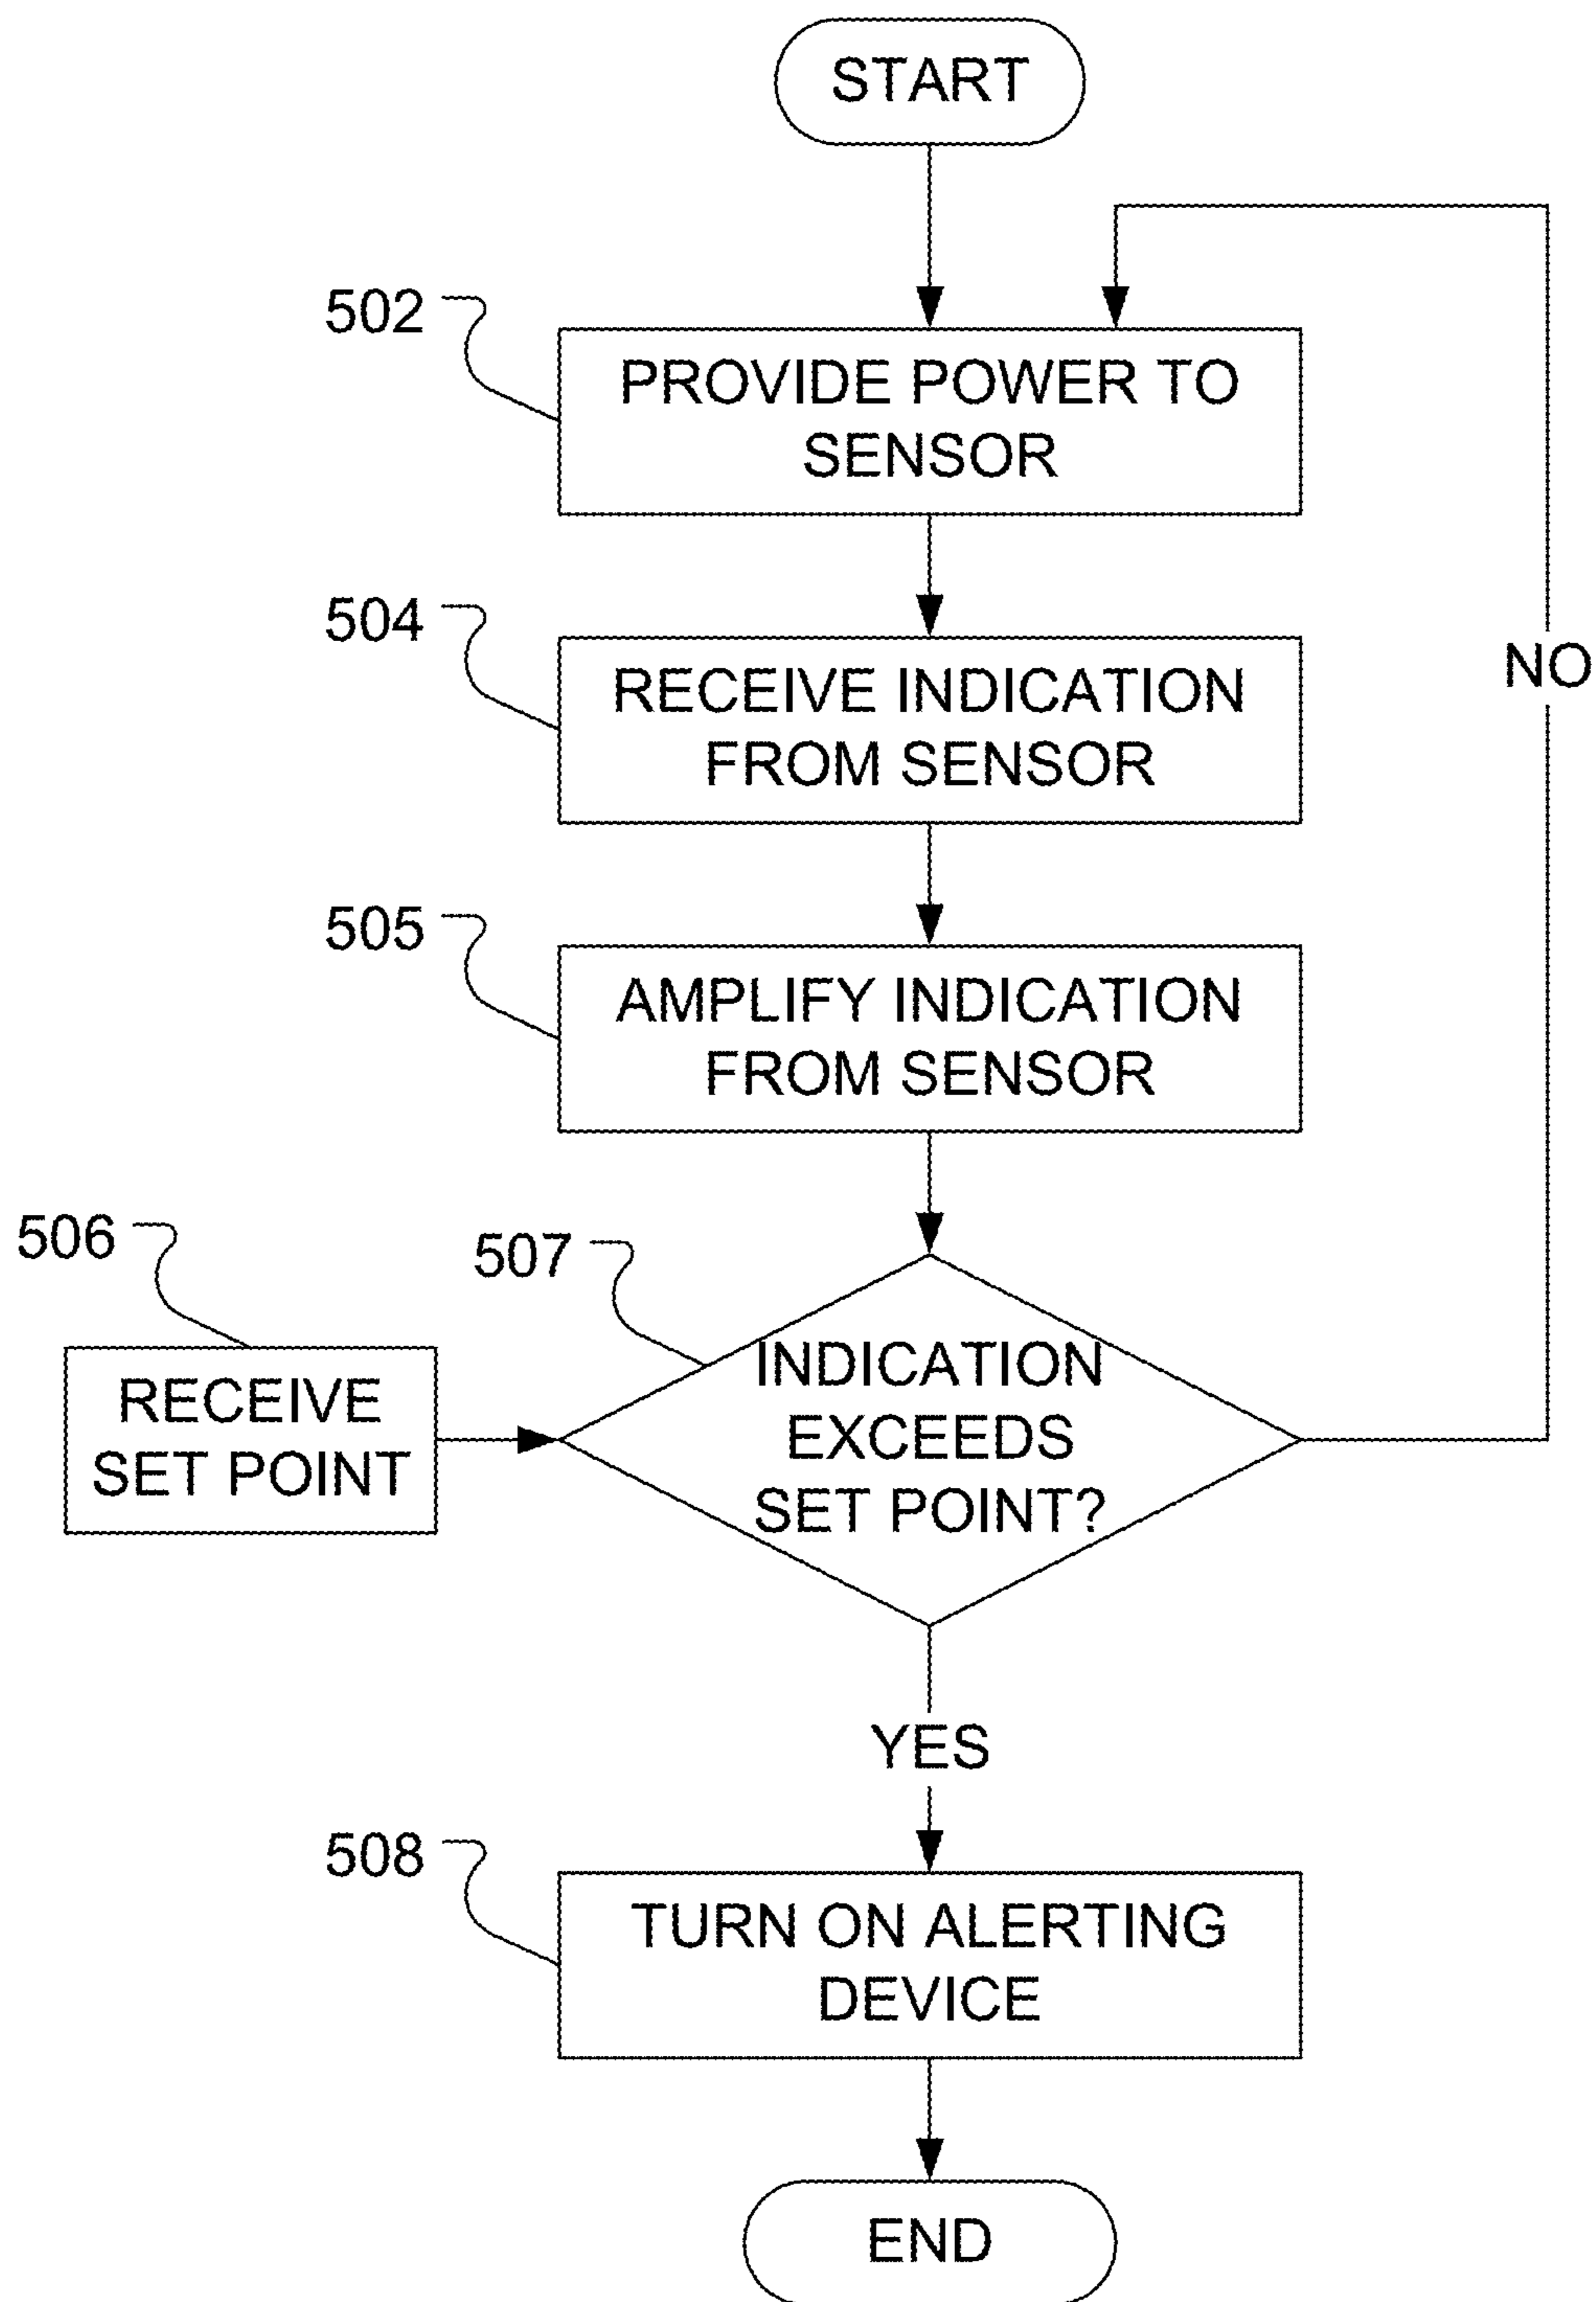 START
502
PROVIDE POWER TO
SENSOR
504
RECEIVE INDICATION
FROM SENSOR
NO
505
AMPLIFY INDICATION
FROM SENSOR
506
507
RECEIVE
SET POINT
INDICATION
EXCEEDS
SET POINT?
YES
508
TURN ON ALERTING
DEVICE
END